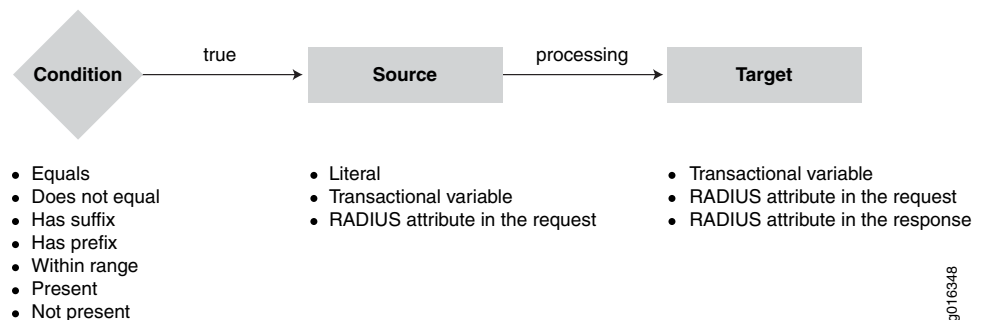 true
processing
Condition
Source
Target
• Equals
• Does not equal
• Has suffix
• Has prefix
• Within range
• Present
• Not present
• Literal
• Transactional variable
• RADIUS attribute in the request
• Transactional variable
• RADIUS attribute in the request
• RADIUS attribute in the response
g016348